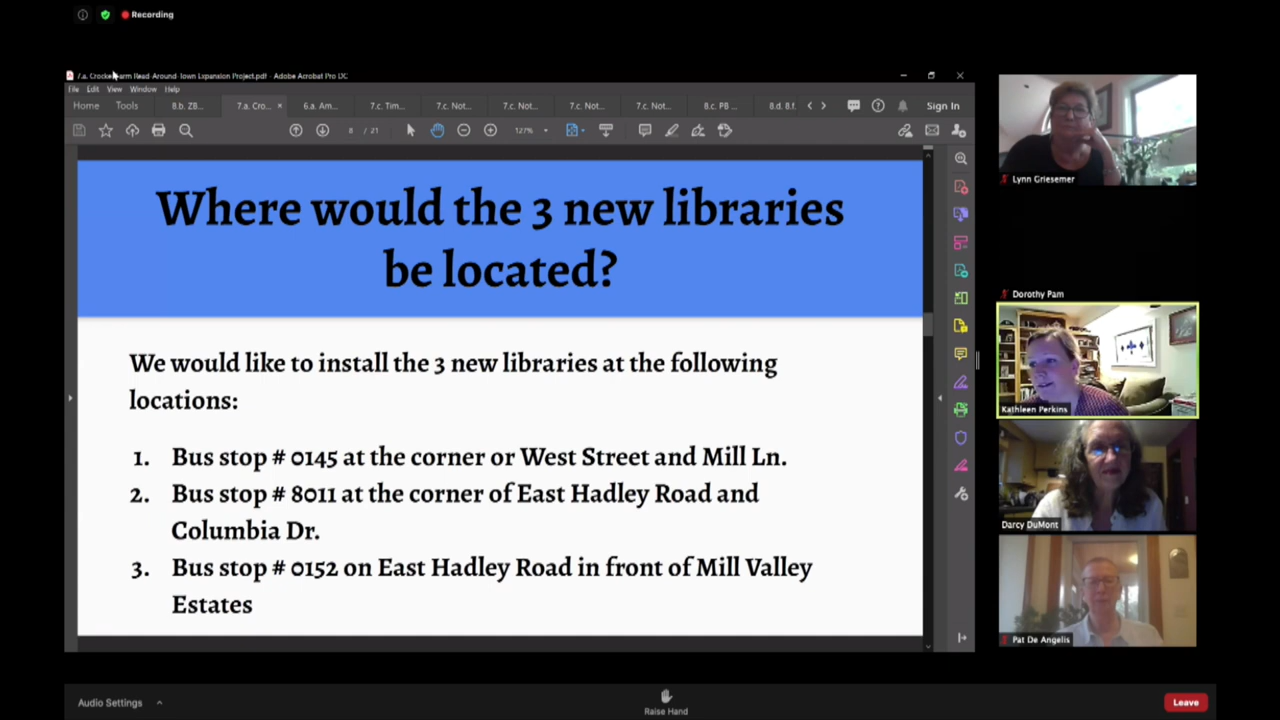 Recording
7.a. Crocker Farm Read-Around-Town Expansion Project.pdf - Adobe Acrobat Pro DC
File Edit View Window Help
Home Tools 8.b. ZB... 7.a. Cro... × 6.a. Am... 7.c. Tim... 7.c. Not... 7.c. Not... 7.c. Not... 7.c. Not... 8.c. PB ... 8.d. 8.f. Sign In
8 / 21 127%
Where would the 3 new libraries
be located?
We would like to install the 3 new libraries at the following
locations:
1. Bus stop # 0145 at the corner or West Street and Mill Ln.
2. Bus stop # 8011 at the corner of East Hadley Road and
Columbia Dr.
3. Bus stop # 0152 on East Hadley Road in front of Mill Valley
Estates
Lynn Griesemer
Dorothy Pam
Kathleen Perkins
Darcy DuMont
Pat De Angelis
Audio Settings
Raise Hand
Leave